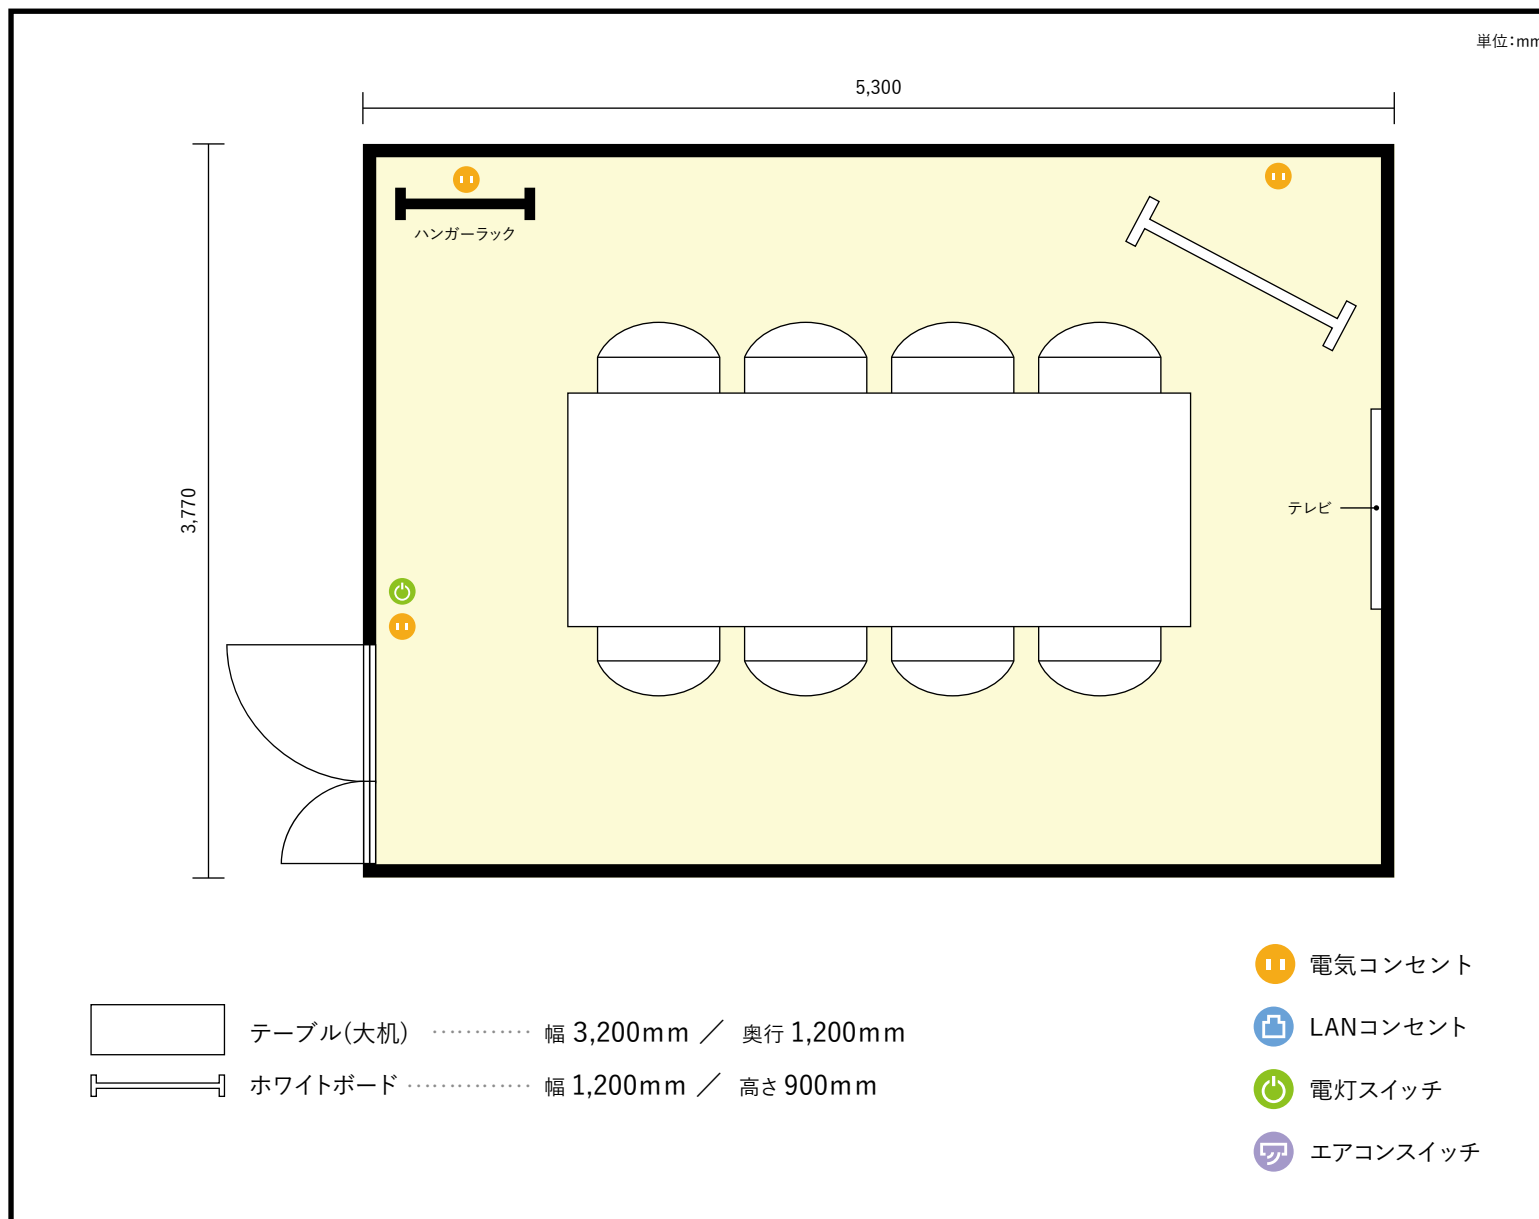 単位:mm
5,300
ハンガーラック
3,770
テレビ
電気コンセント
LANコンセント
電灯スイッチ
エアコンスイッチ
テーブル(大机) ············ 幅 3,200mm ／ 奥行 1,200mm
ホワイトボード ··············· 幅 1,200mm ／ 高さ 900mm